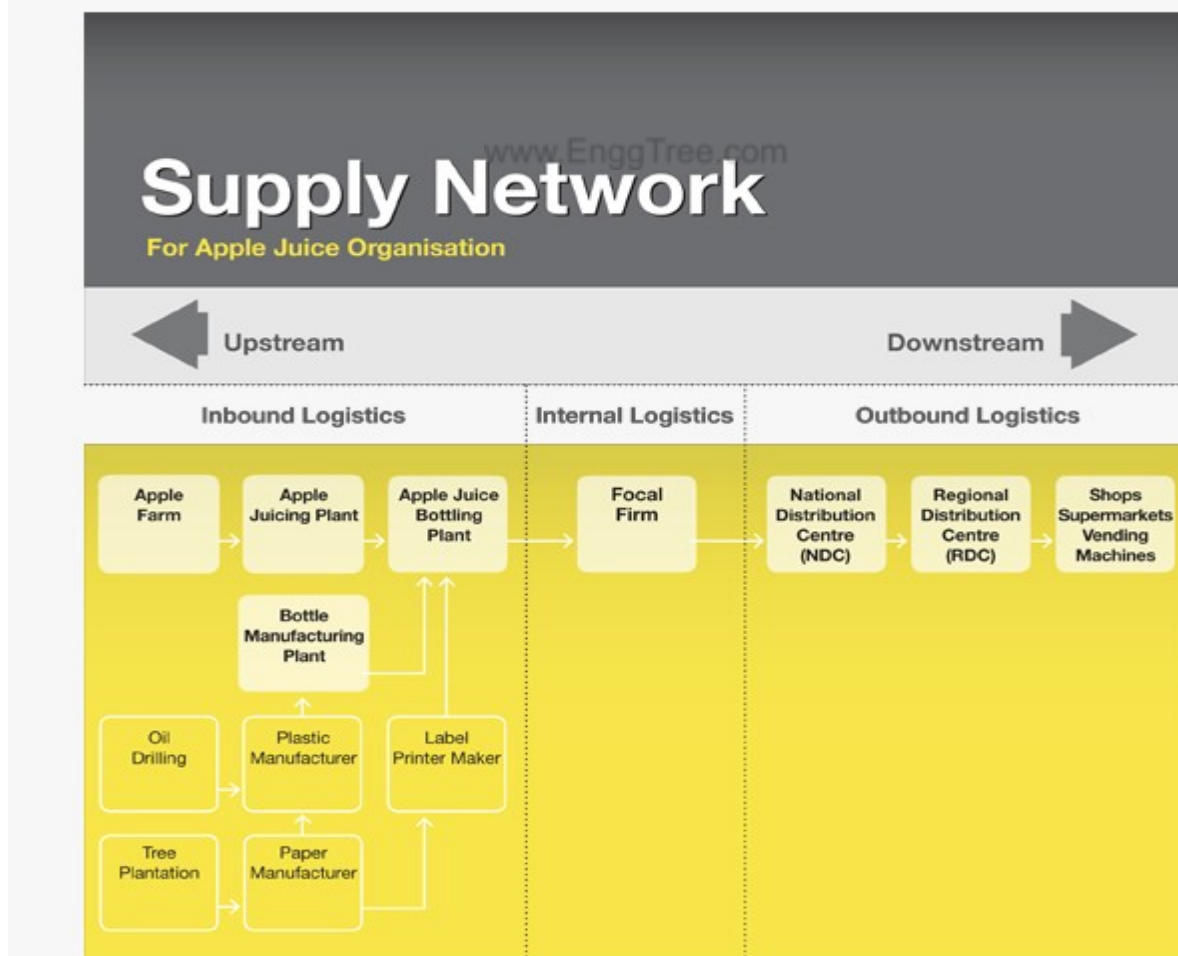 www.EnggTree.com
Supply Network
For Apple Juice Organisation
Upstream
Downstream
Inbound Logistics
Internal Logistics
Outbound Logistics
Apple
Farm
Apple
Juicing Plant
Apple Juice
Bottling
Plant
Focal
Firm
National
Distribution
Centre
(NDC)
Regional
Distribution
Centre
(RDC)
Shops
Supermarkets
Vending
Machines
Bottle
Manufacturing
Plant
Oil
Drilling
Plastic
Manufacturer
Label
Printer Maker
Tree
Plantation
Paper
Manufacturer